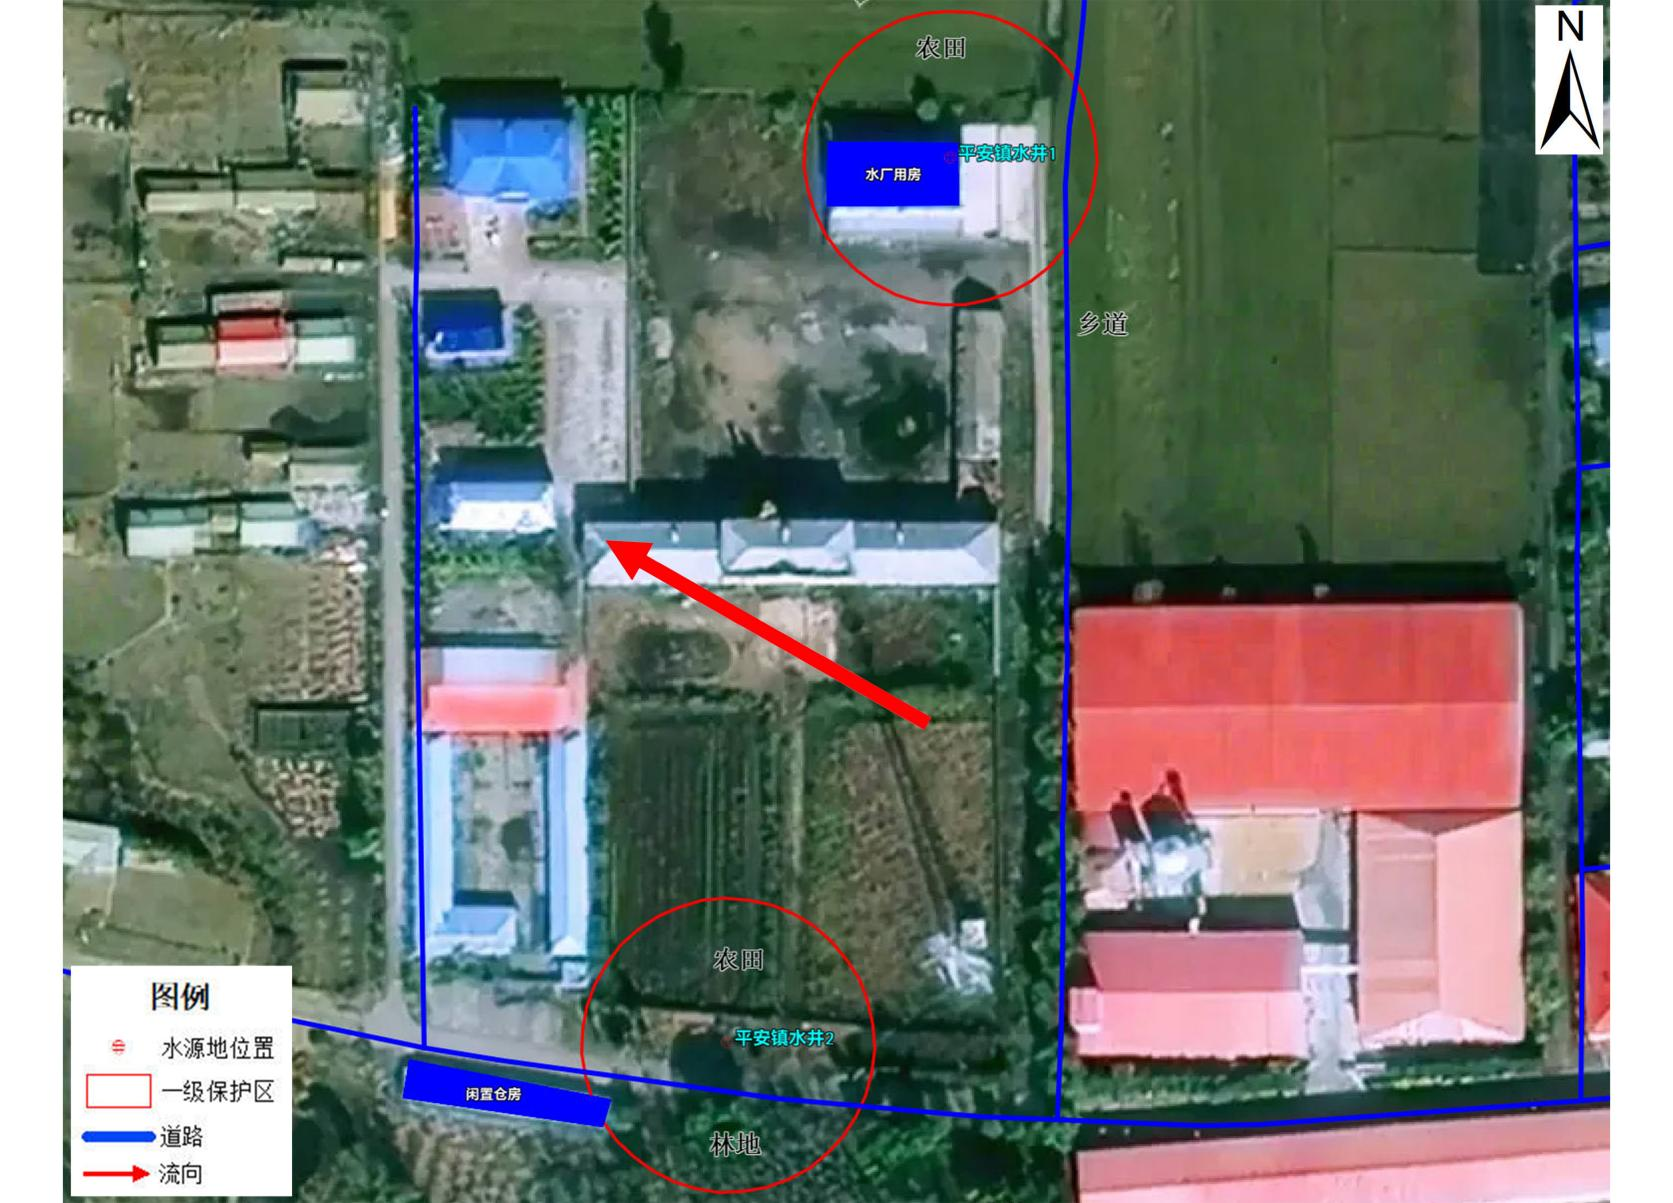 N
农田
平安镇水井1
水厂用房
乡道
农田
平安镇水井2
闲置仓房
林地
图例
水源地位置
一级保护区
道路
流向